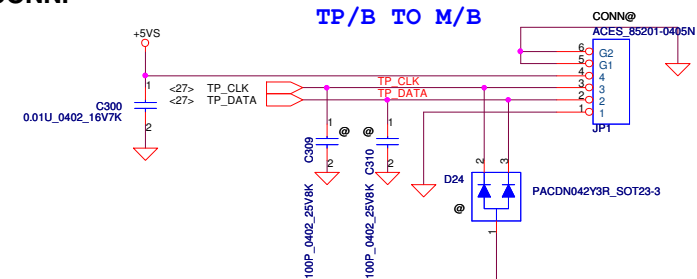 CONN.
TP/B TO M/B
CONN@
ACES_85201-0405N
+5VS
6
G2
5
G1
4
4
3
3
2
2
1
1
JP1
<27> TP_CLK
TP_CLK
<27> TP_DATA
TP_DATA
1
C300
0.01U_0402_16V7K
2
1
@
C309
2
100P_0402_25V8K
1
@
C310
2
100P_0402_25V8K
2
3
D24
PACDN042Y3R_SOT23-3
@
1